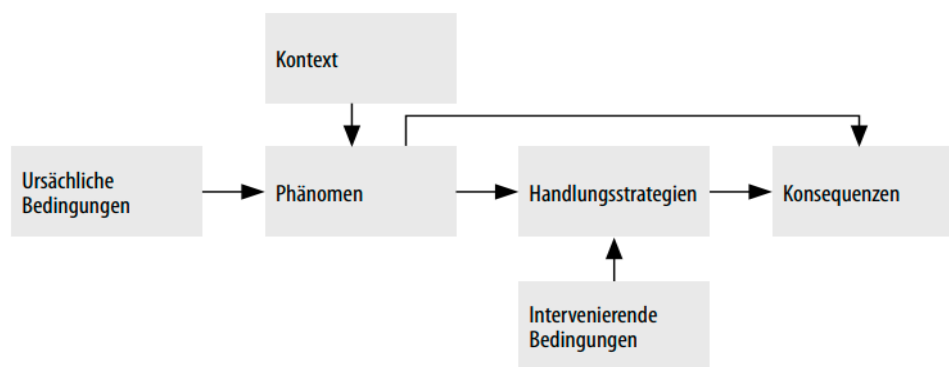 Kontext
Ursächliche
Bedingungen
Phänomen
Handlungsstrategien
Konsequenzen
Intervenierende
Bedingungen